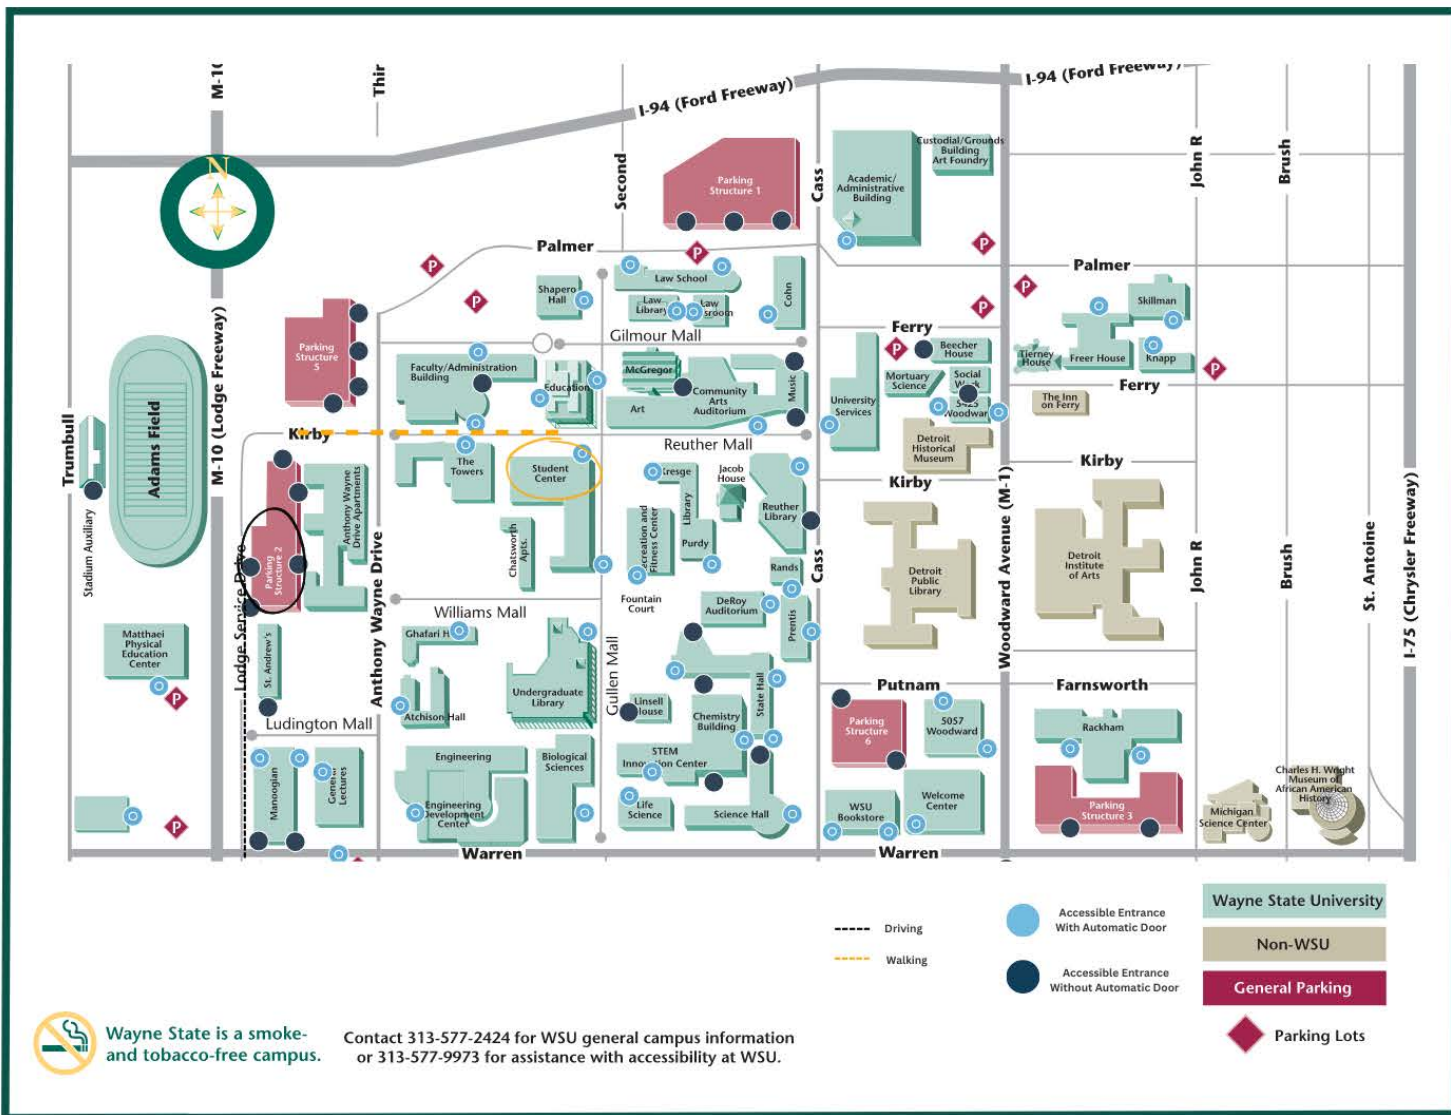 M-10
Thir
I-94 (Ford Freeway)
I-94 (Ford Freeway)
N
Second
Cass
John R
Brush
Parking
Structure 1
Academic/
Administrative
Building
Custodial/Grounds
Building
Art Foundry
Palmer
P
P
P
P
P
P
P
P
Palmer
Shapero
Hall
Law School
Law
Library
Law
Cohn
Skillman
Ferry
Gilmour Mall
Parking
Structure
5
Faculty/Administration
Building
Education
McGregor
Community
Arts
Auditorium
Art
Music
University
Services
Beecher
House
Mortuary
Science
Social
Work
5425
Woodward
Tierney
House
Freer House
Knapp
Ferry
The Inn
on Ferry
Trumbull
Adams Field
M-10 (Lodge Freeway)
Kirby
Reuther Mall
Detroit
Historical
Museum
Kirby
Kirby
The
Towers
Student
Center
Kresge
Library
Purdy
Jacob
House
Reuther
Library
Anthony Wayne
Drive Apartments
Stadium Auxiliary
Parking
Structure 2
Chatsworth
Apts.
Recreation and
Fitness Center
Rands
Cass
Detroit
Public
Library
Woodward Avenue (M-1)
Detroit
Institute
of Arts
John R
Brush
St. Antoine
I-75 (Chrysler Freeway)
Lodge Service Drive
Anthony Wayne Drive
Williams Mall
Fountain
Court
DeRoy
Auditorium
Prentis
Matthaei
Physical
Education
Center
St. Andrew's
Ghafari H
Atchison Hall
Undergraduate
Library
Gullen Mall
State Hall
Linsell
House
Chemistry
Building
Putnam
Farnsworth
Parking
Structure
6
5057
Woodward
Rackham
P
Ludington Mall
Engineering
Biological
Sciences
STEM
Innovation Center
Manoogian
General
Lectures
Engineering
Development
Center
Life
Science
Science Hall
WSU
Bookstore
Welcome
Center
Parking
Structure 3
Michigan
Science Center
Charles H. Wright
Museum of
African American
History
P
Warren
Warren
Driving
Walking
Accessible Entrance
With Automatic Door
Accessible Entrance
Without Automatic Door
Wayne State University
Non-WSU
General Parking
Parking Lots
Wayne State is a smoke-
and tobacco-free campus.
Contact 313-577-2424 for WSU general campus information
or 313-577-9973 for assistance with accessibility at WSU.